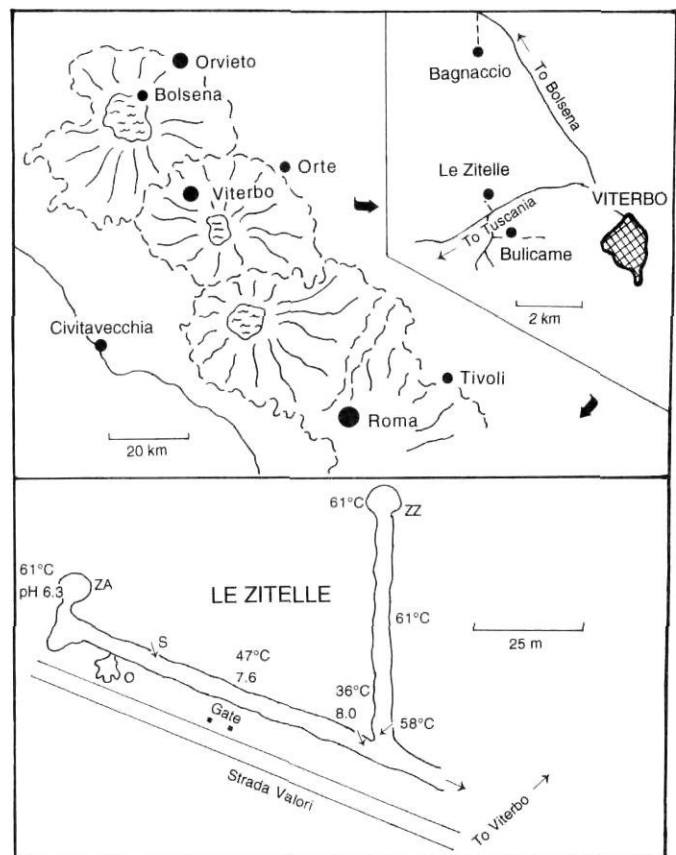 Orvieto
Bolsena
Orte
Viterbo
Civitavecchia
Tivoli
Roma
20 km
Bagnaccio
To Bolsena
Le Zitelle
VITERBO
To Tuscania
Bulicame
2 km
61°C
ZZ
61°C
pH 6.3
ZA
LE ZITELLE
61°C
25 m
S
47°C
7.6
O
36°C
8.0
58°C
Gate
Strada Valori
To Viterbo